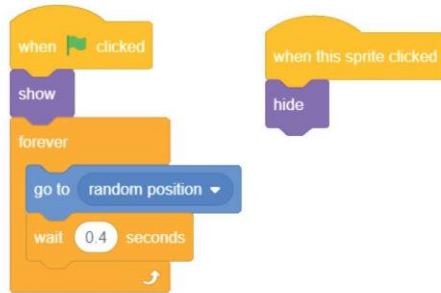 when clicked
show
forever
go to random position
wait 0.4 seconds
when this sprite clicked
hide